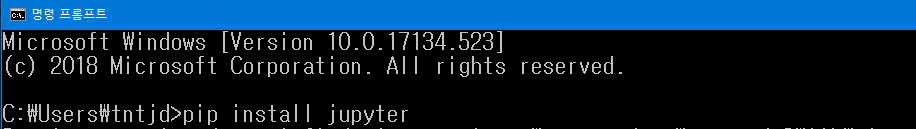 명령 프롬프트
Microsoft Windows [Version 10.0.17134.523]
(c) 2018 Microsoft Corporation. All rights reserved.
C:₩Users₩tntjd>pip install jupyter